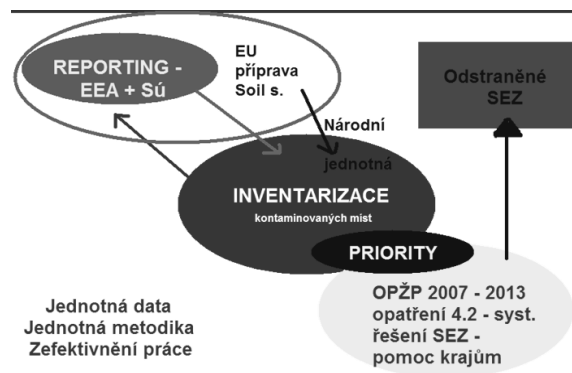 REPORTING -
EEA + Sú
EU
příprava
Soil s.
Odstraněné
SEZ
Národní
jednotná
INVENTARIZACE
kontaminovaných mist
PRIORITY
OPŽP 2007 - 2013
opatření 4.2 - syst.
řešení SEZ -
pomoc krajům
Jednotná data
Jednotná metodika
Zefektivnění práce